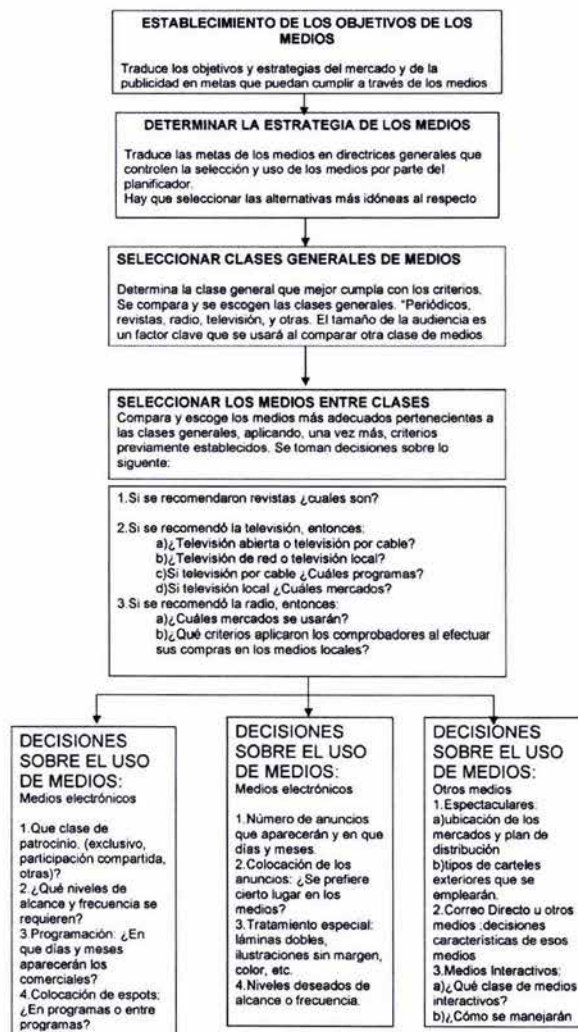 ESTABLECIMIENTO DE LOS OBJETIVOS DE LOS
MEDIOS
Traduce los objetivos y estrategias del mercado y de la
publicidad en metas que puedan cumplir a través de los medios
DETERMINAR LA ESTRATEGIA DE LOS MEDIOS
Traduce las metas de los medios en directrices generales que
controlen la selección y uso de los medios por parte del
planificador.
Hay que seleccionar las alternativas más idóneas al respecto
SELECCIONAR CLASES GENERALES DE MEDIOS
Determina la clase general que mejor cumpla con los criterios.
Se compara y se escogen las clases generales. "Periódicos,
revistas, radio, televisión, y otras. El tamaño de la audiencia es
un factor clave que se usará al comparar otra clase de medios
SELECCIONAR LOS MEDIOS ENTRE CLASES
Compara y escoge los medios más adecuados pertenecientes a
las clases generales, aplicando, una vez más, criterios
previamente establecidos. Se toman decisiones sobre lo
siguente:
1.Si se recomendaron revistas ¿cuales son?
2.Si se recomendó la televisión, entonces:
a)¿Televisión abierta o televisión por cable?
b)¿Televisión de red o televisión local?
c)Si televisión por cable ¿Cuáles programas?
d)Si televisión local ¿Cuáles mercados?
3.Si se recomendó la radio, entonces:
a)¿Cuáles mercados se usarán?
b)¿Qué criterios aplicaron los comprobadores al efectuar
sus compras en los medios locales?
DECISIONES
SOBRE EL USO
DE MEDIOS:
Medios electrónicos
1.Que clase de
patrocinio. (exclusivo,
participación compartida,
otras)?
2.¿Qué niveles de
alcance y frecuencia se
requieren?
3.Programación: ¿En
que días y meses
aparecerán los
comerciales?
4.Colocación de espots:
¿En programas o entre
programas?
DECISIONES
SOBRE EL USO
DE MEDIOS:
Medios electrónicos
1.Número de anuncios
que aparecerán y en que
días y meses.
2.Colocación de los
anuncios: ¿Se prefiere
cierto lugar en los
medios?
3.Tratamiento especial:
láminas dobles,
ilustraciones sin margen,
color, etc.
4.Niveles deseados de
alcance o frecuencia.
DECISIONES
SOBRE EL USO
DE MEDIOS:
Otros medios
1.Espectaculares:
a)ubicación de los
mercados y plan de
distribución
b)tipos de carteles
exteriores que se
emplearán.
2.Correo Directo u otros
medios ;decisiones
características de esos
medios
3.Medios Interactivos:
a)¿Qué clase de medios
interactivos?
b)¿Cómo se manejarán